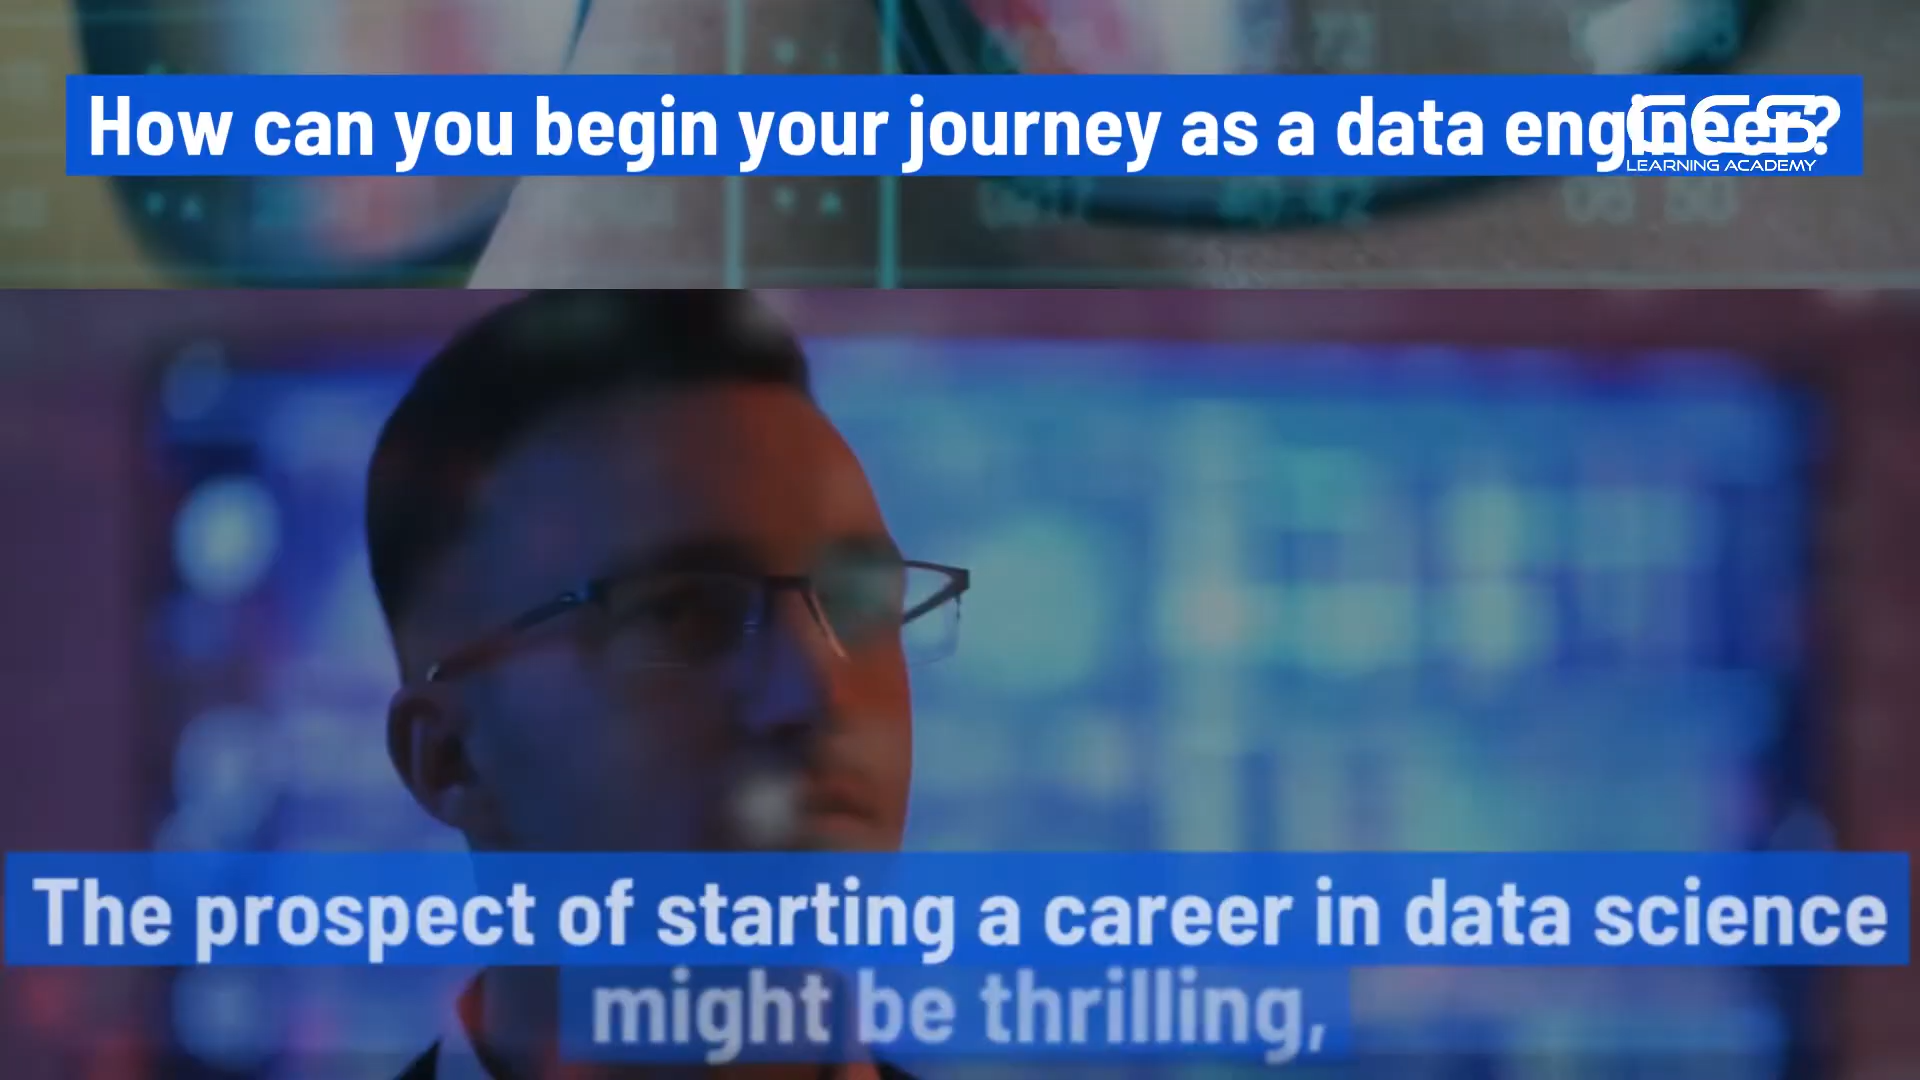 How can you begin your journey as a data engineer?
CCS
LEARNING ACADEMY
The prospect of starting a career in data science
might be thrilling,